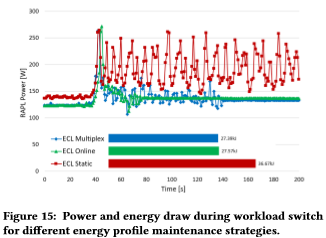 300
250
200
150
100
50
0
RAPL Power [W]
ECL Multiplex
ECL Online
ECL Static
0 20 40 60 80 100 120 140 160 180 200
Time [s]
Figure 15: Power and energy draw during workload switch
for different energy profile maintenance strategies.